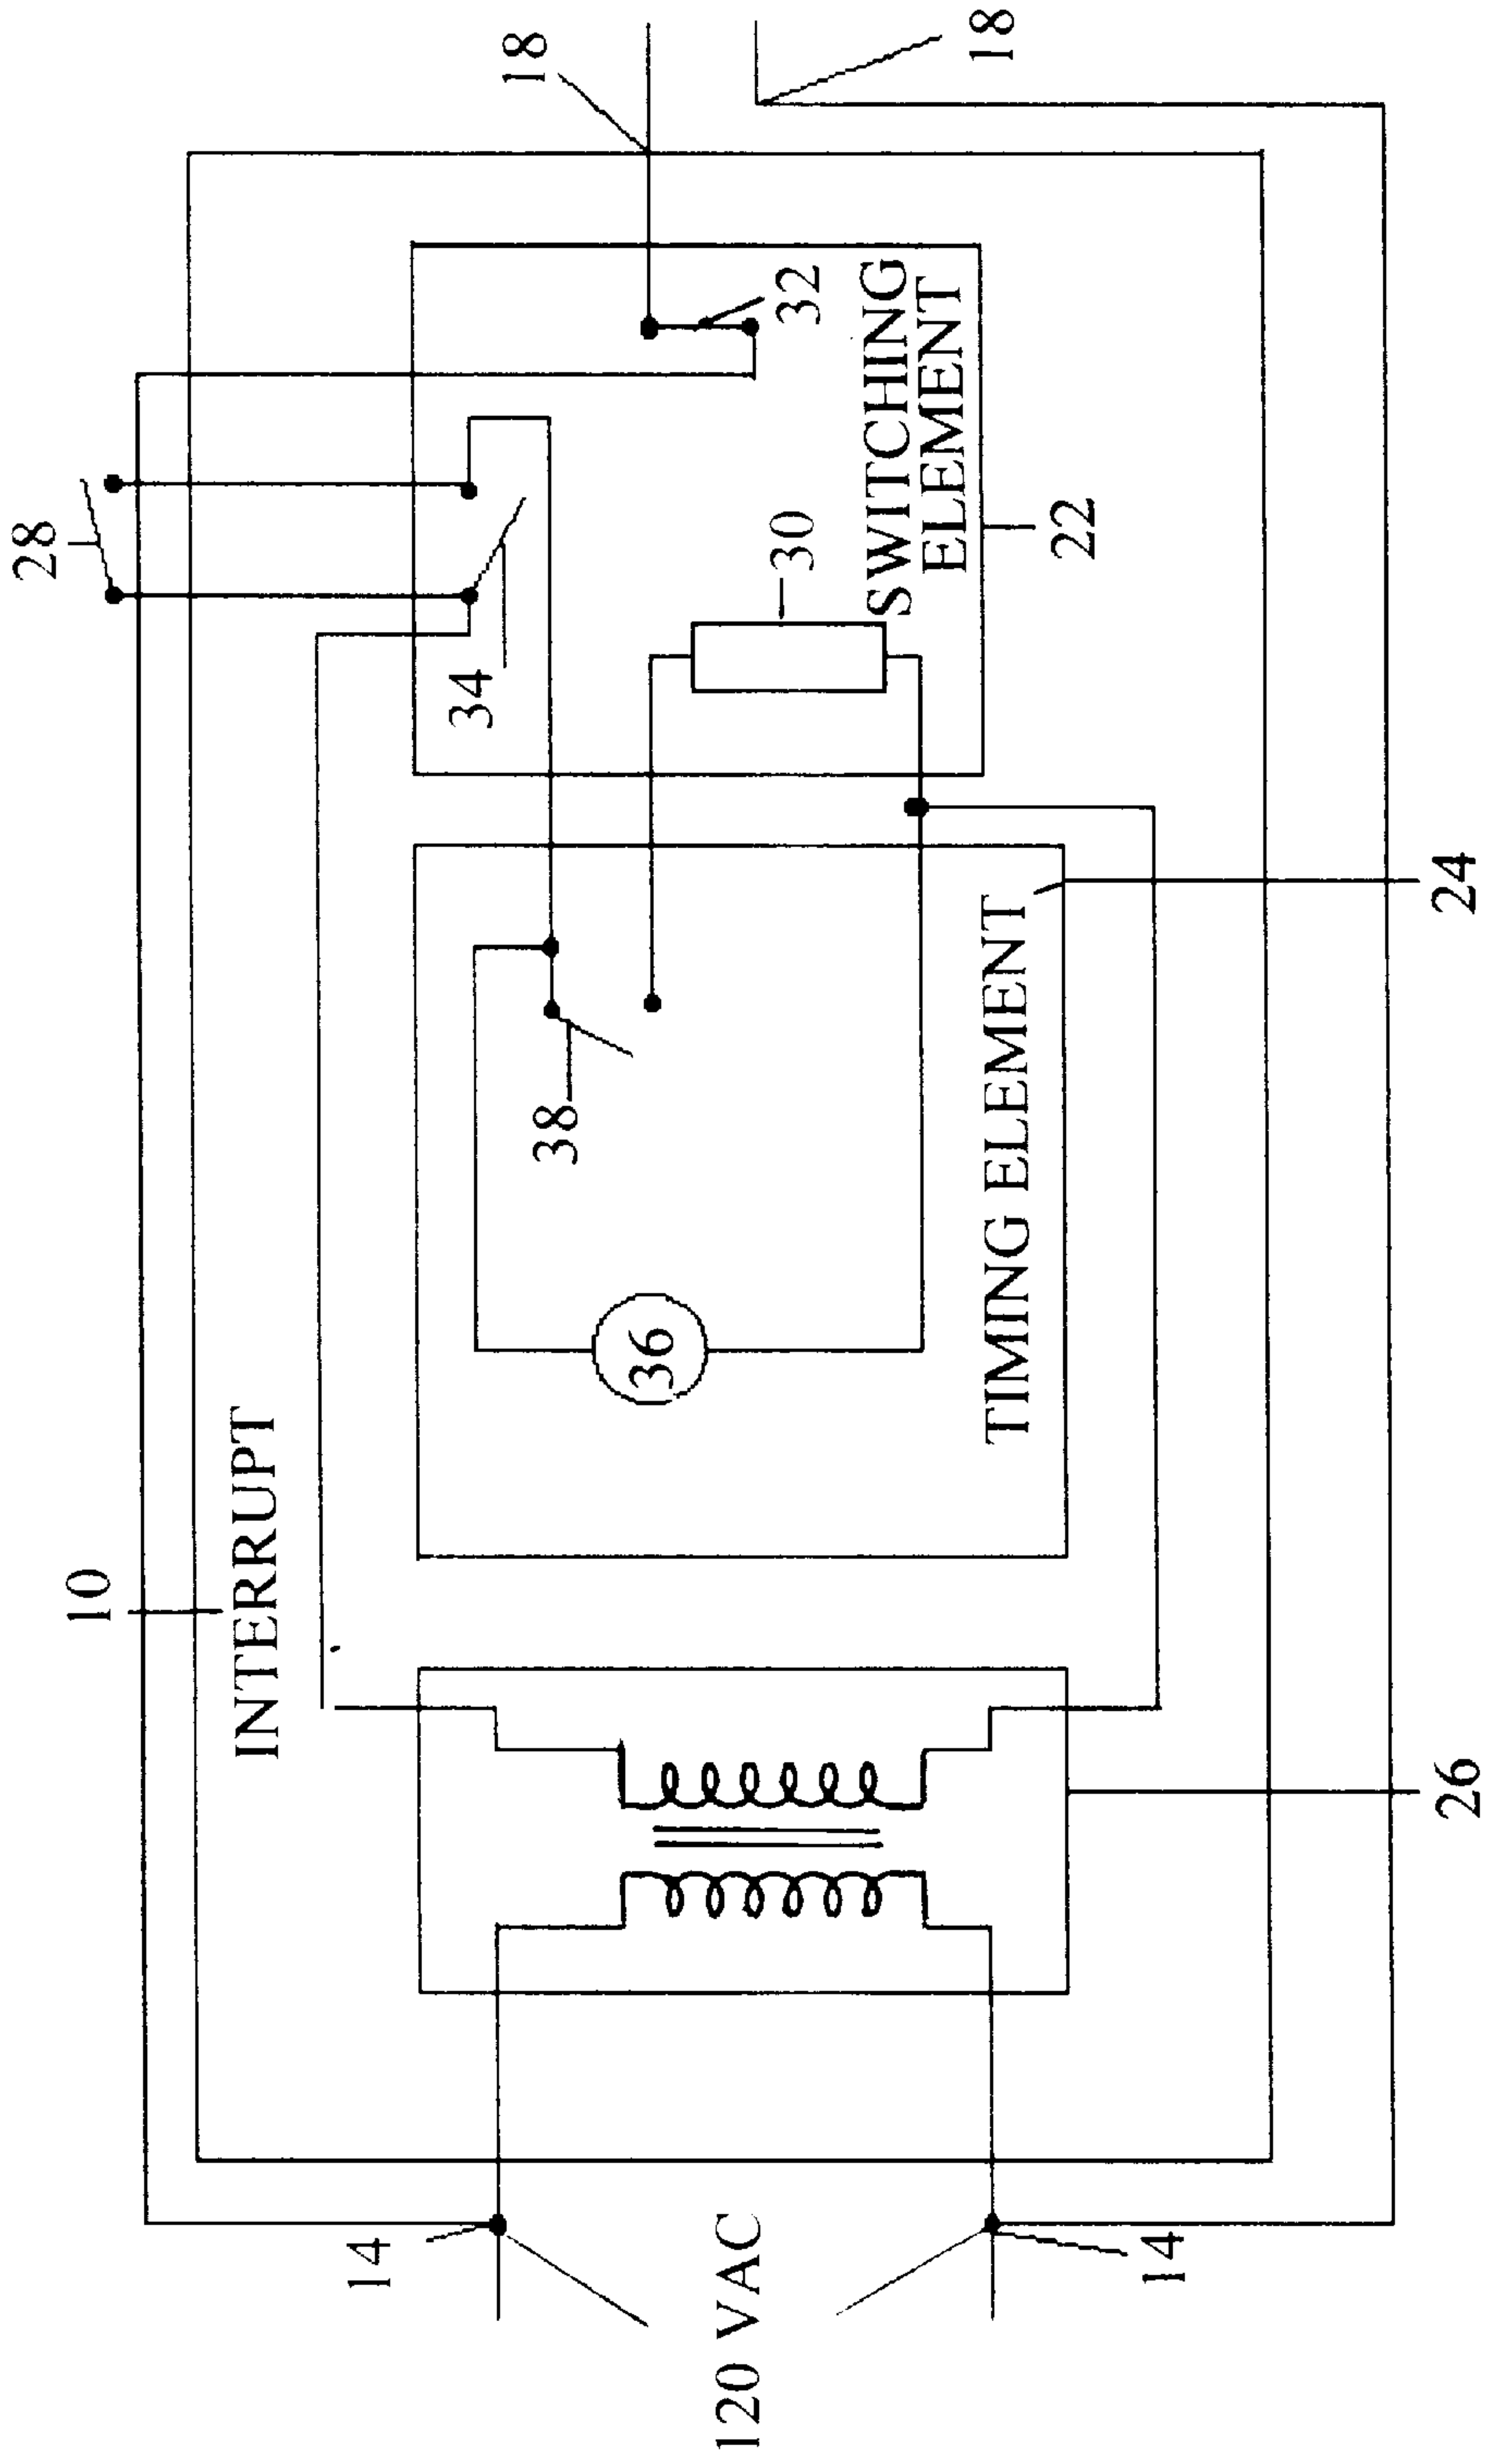 10
INTERRUPT
28
18
18
34
32
30
SWITCHING
ELEMENT
22
38
36
TIMING ELEMENT
24
26
14
120 VAC
14